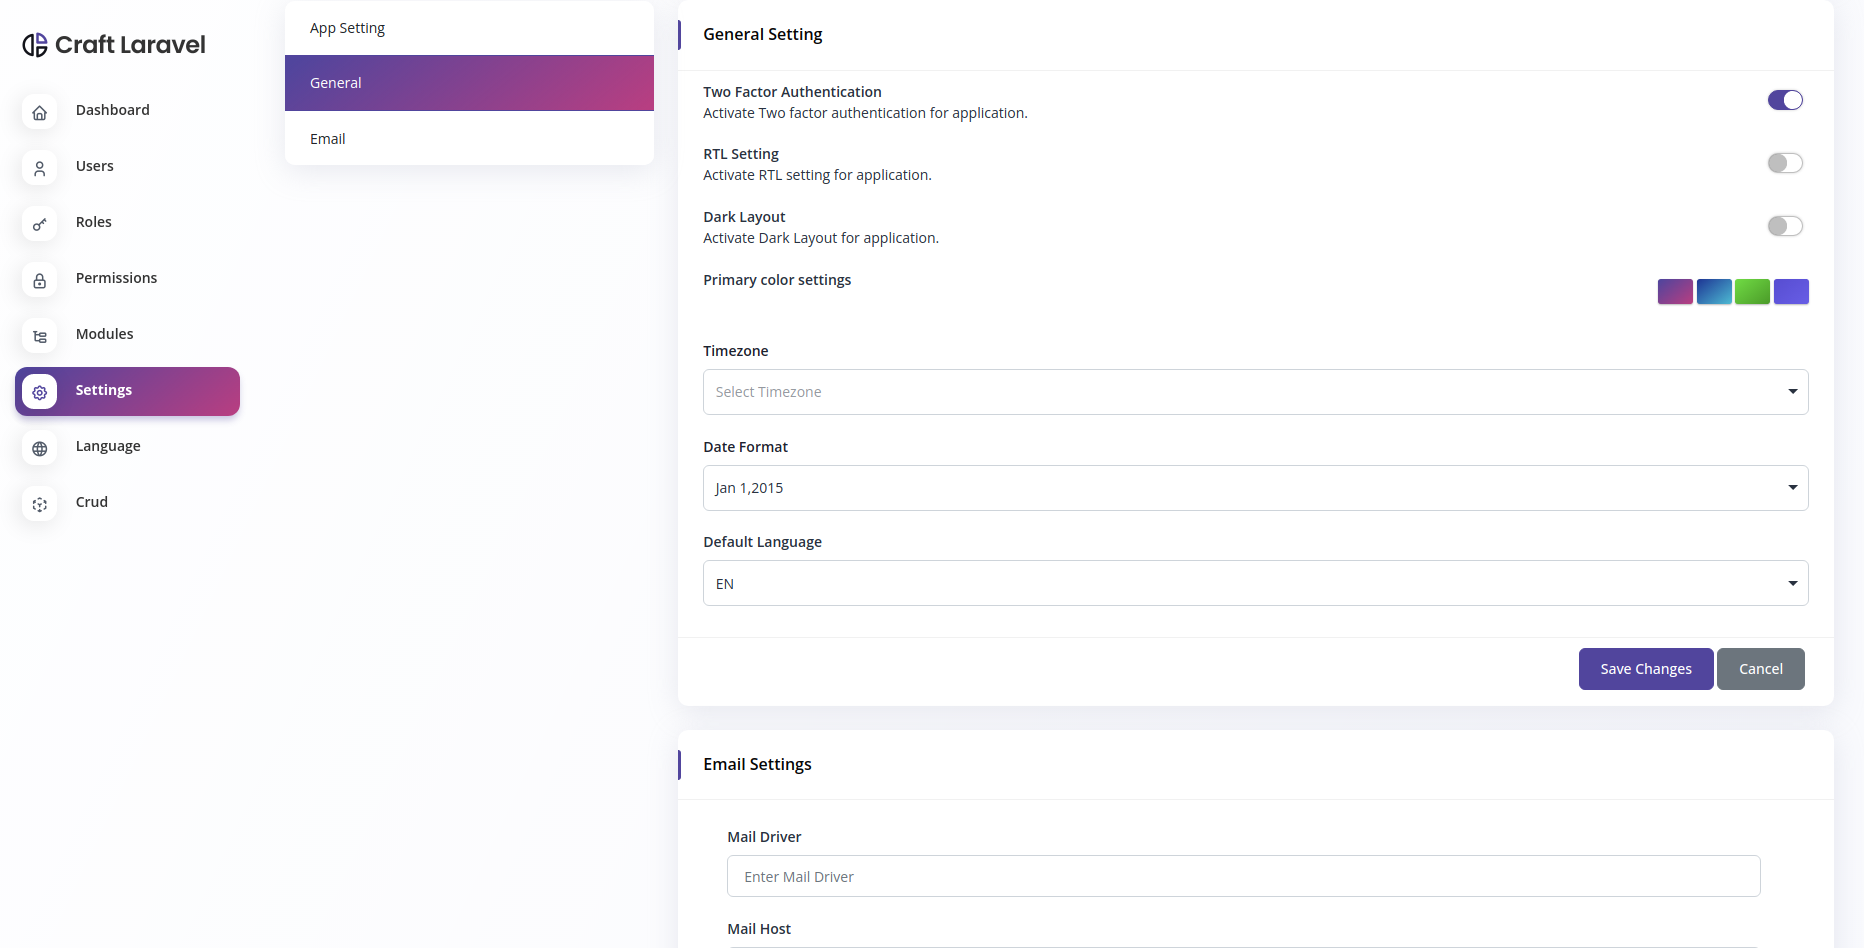 Craft Laravel
Dashboard
Users
Roles
Permissions
Modules
Settings
Language
Crud
App Setting
General
Email
General Setting
Two Factor Authentication
Activate Two factor authentication for application.
RTL Setting
Activate RTL setting for application.
Dark Layout
Activate Dark Layout for application.
Primary color settings
Timezone
Select Timezone
Date Format
Jan 1,2015
Default Language
EN
Save Changes
Cancel
Email Settings
Mail Driver
Enter Mail Driver
Mail Host